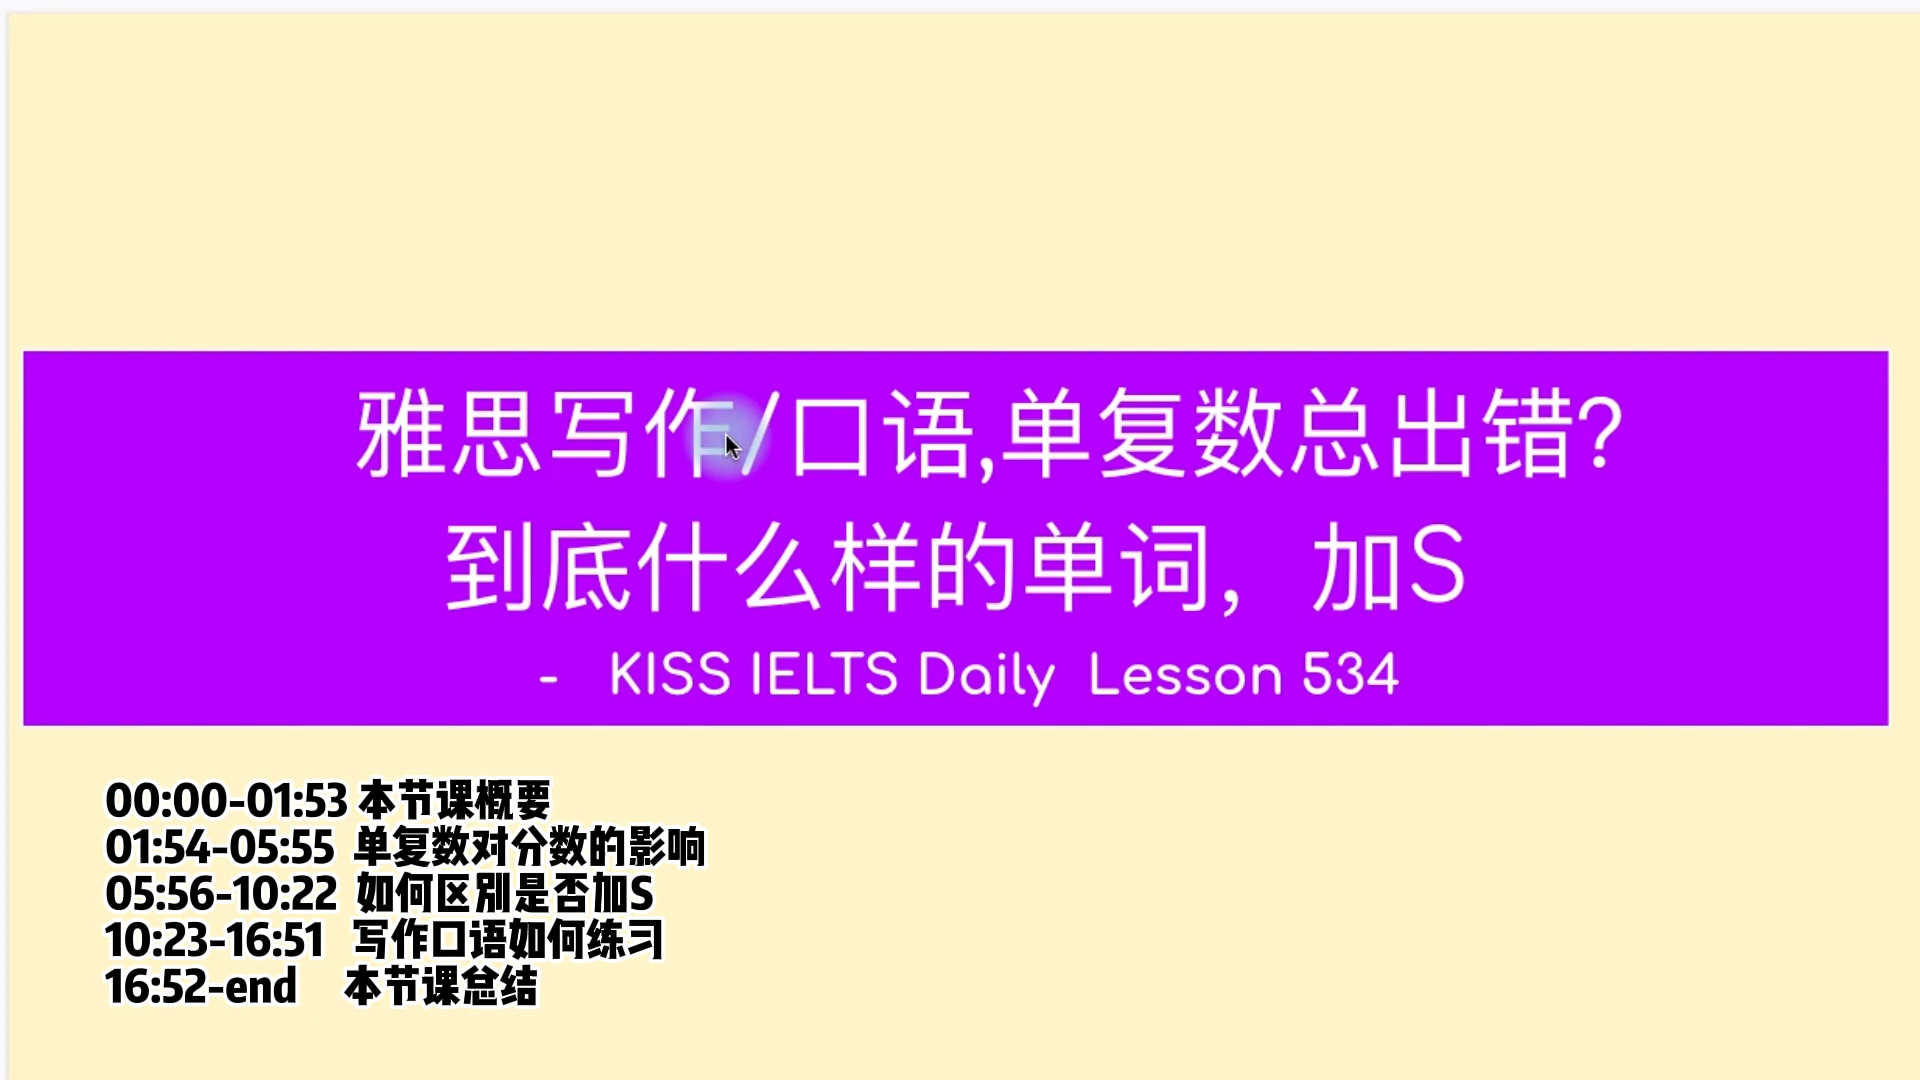 雅思写作/口语,单复数总出错?
到底什么样的单词，加S
- KISS IELTS Daily Lesson 534
00:00-01:53 本节课概要
01:54-05:55 单复数对分数的影响
05:56-10:22 如何区别是否加S
10:23-16:51 写作口语如何练习
16:52-end 本节课总结